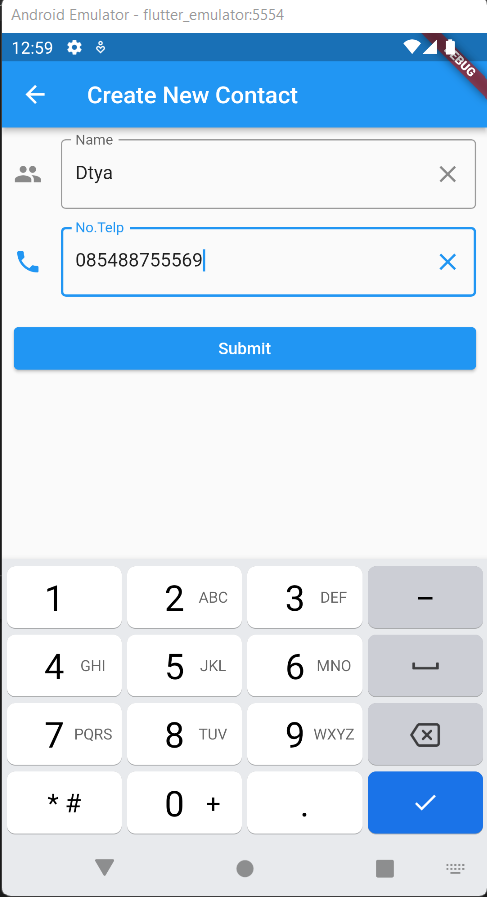 Android Emulator - flutter_emulator:5554
12:59
DEBUG
Create New Contact
Name
Dtya
No.Telp
085488755569
Submit
1 2 ABC 3 DEF –
4 GHI 5 JKL 6 MNO
7 PQRS 8 TUV 9 WXYZ
* # 0 + .